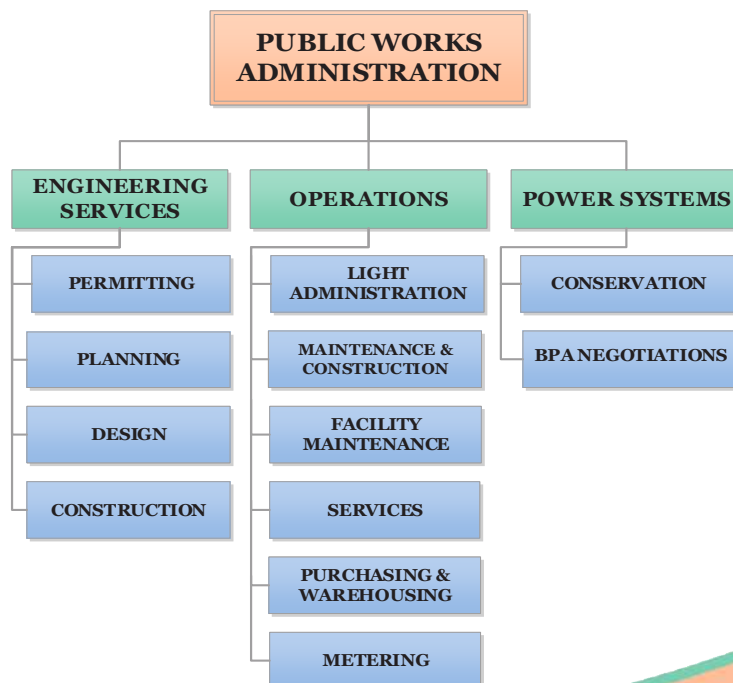 PUBLIC WORKS
ADMINISTRATION
ENGINEERING
SERVICES
PERMITTING
PLANNING
DESIGN
CONSTRUCTION
OPERATIONS
LIGHT
ADMINISTRATION
MAINTENANCE &
CONSTRUCTION
FACILITY
MAINTENANCE
SERVICES
PURCHASING &
WAREHOUSING
METERING
POWER SYSTEMS
CONSERVATION
BPA NEGOTIATIONS